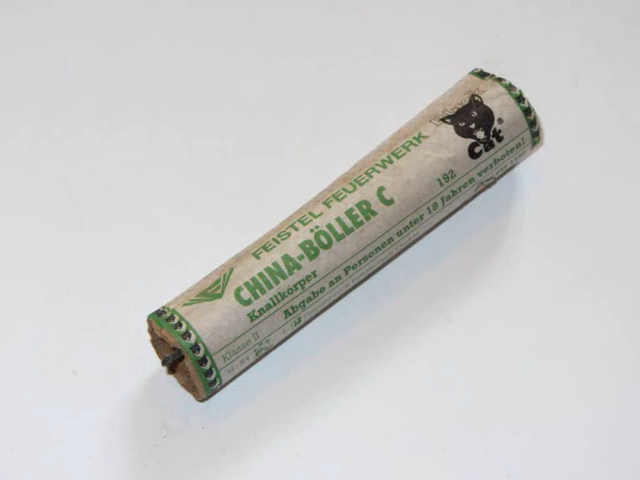 FEISTEL FEUERWERK
CHINA-BÖLLER C
192
Knallkörper
Abgabe an Personen unter 18 Jahren verboten!
Klasse II
Cat ®